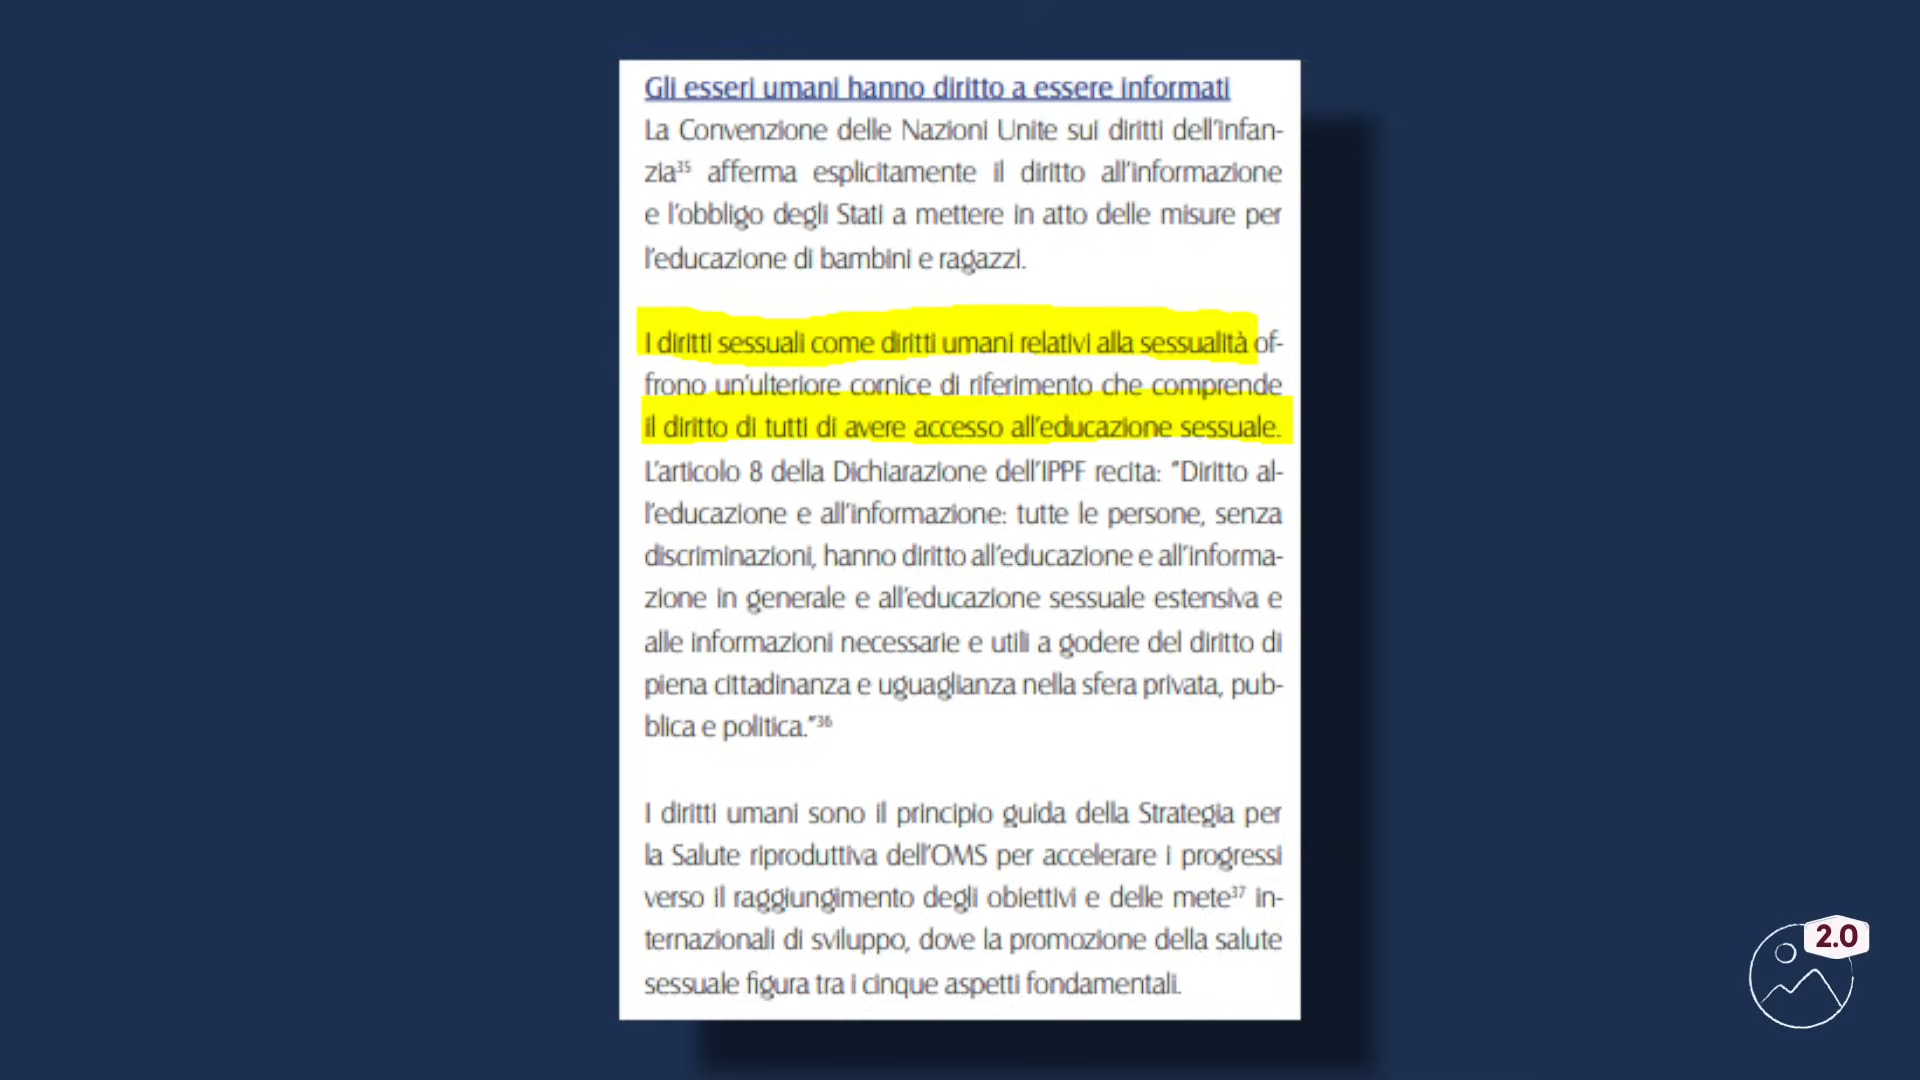 Gli esseri umani hanno diritto a essere informati
La Convenzione delle Nazioni Unite sui diritti dell'infan-
zia³⁵ afferma esplicitamente il diritto all'informazione
e l'obbligo degli Stati a mettere in atto delle misure per
l'educazione di bambini e ragazzi.
I diritti sessuali come diritti umani relativi alla sessualità of-
frono un'ulteriore cornice di riferimento che comprende
il diritto di tutti di avere accesso all'educazione sessuale.
L'articolo 8 della Dichiarazione dell'IPPF recita: "Diritto al-
l'educazione e all'informazione: tutte le persone, senza
discriminazioni, hanno diritto all'educazione e all'informa-
zione in generale e all'educazione sessuale estensiva e
alle informazioni necessarie e utili a godere del diritto di
piena cittadinanza e uguaglianza nella sfera privata, pub-
blica e politica."³⁶
I diritti umani sono il principio guida della Strategia per
la Salute riproduttiva dell'OMS per accelerare i progressi
verso il raggiungimento degli obiettivi e delle mete³⁷ in-
ternazionali di sviluppo, dove la promozione della salute
sessuale figura tra i cinque aspetti fondamentali.
2.0